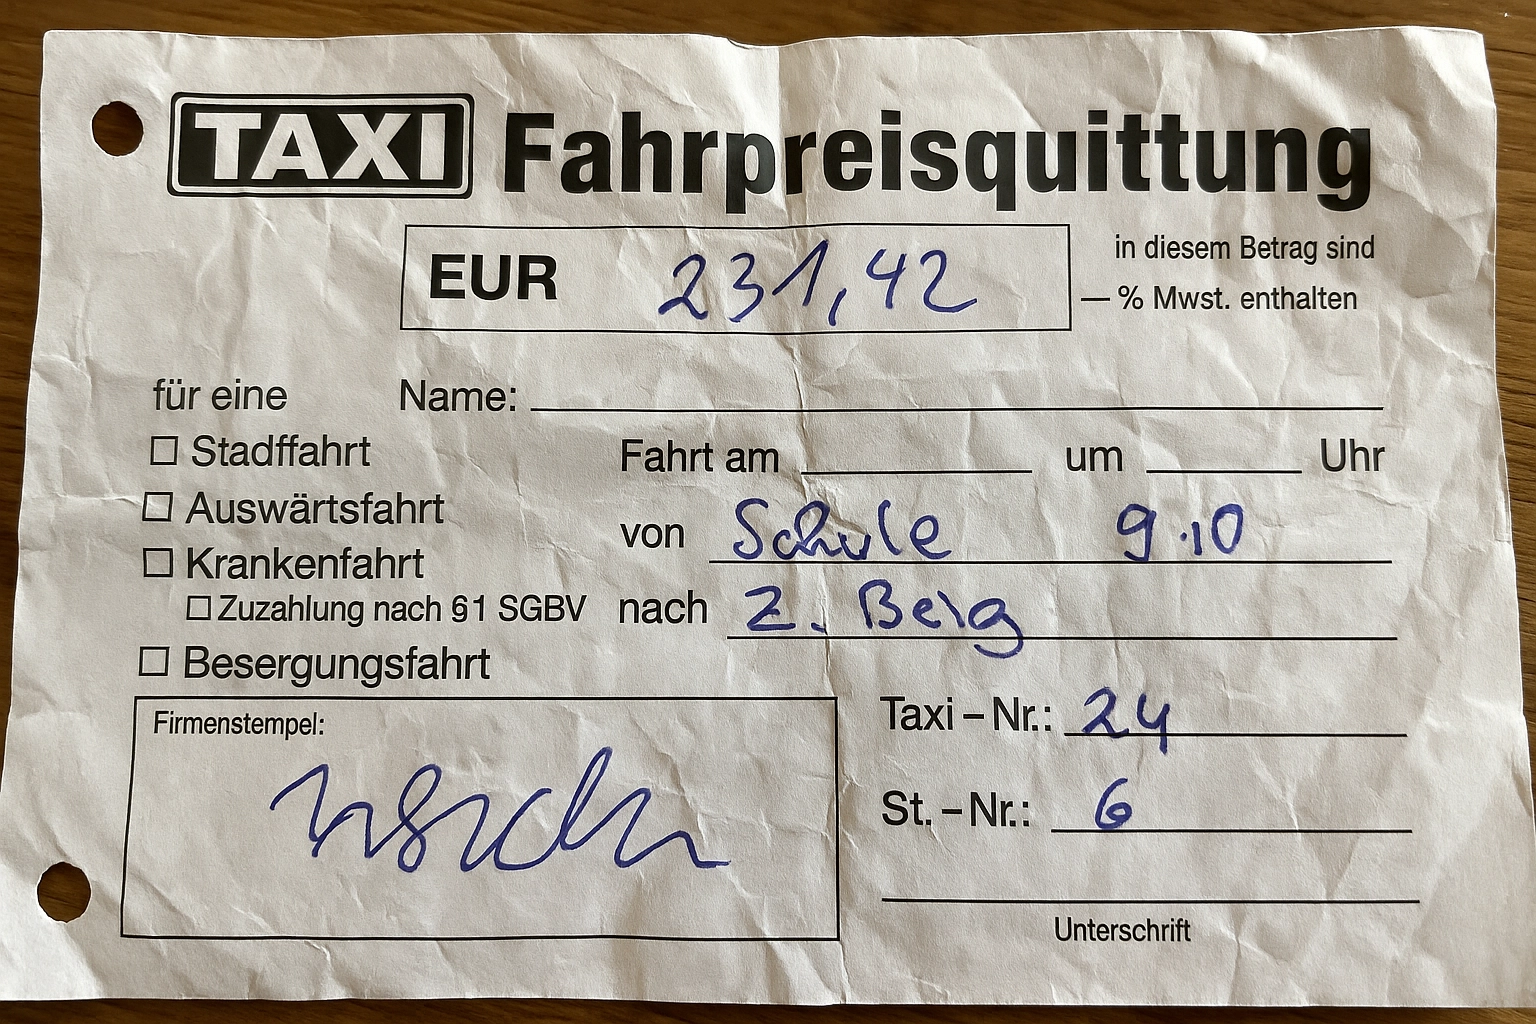 TAXI Fahrpreisquittung
EUR 231,42
in diesem Betrag sind
— % Mwst. enthalten
für eine
Name:
Stadffahrt
Fahrt am um Uhr
Auswärtsfahrt
von Schule 9.10
Krankenfahrt
Zuzahlung nach §1 SGBV
nach Z. Berg
Besergungsfahrt
Firmenstempel:
Taxi – Nr.: 24
St. – Nr.: 6
Unterschrift